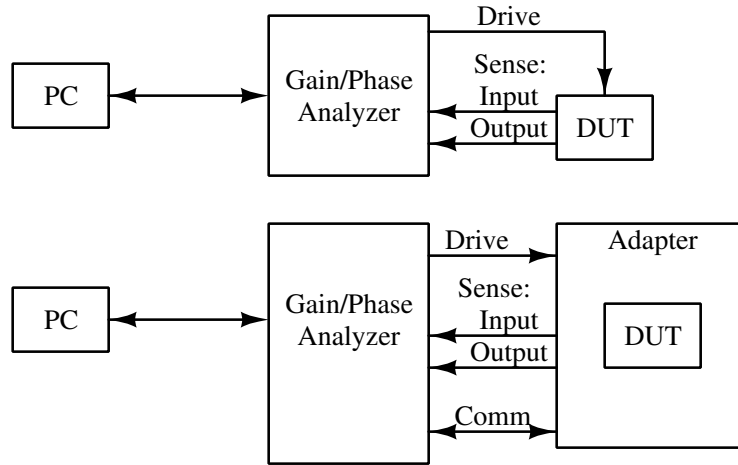 Drive
Gain/Phase
Analyzer
PC
Sense:
Input
Output
DUT
Drive
Adapter
Gain/Phase
Analyzer
PC
Sense:
Input
Output
DUT
Comm